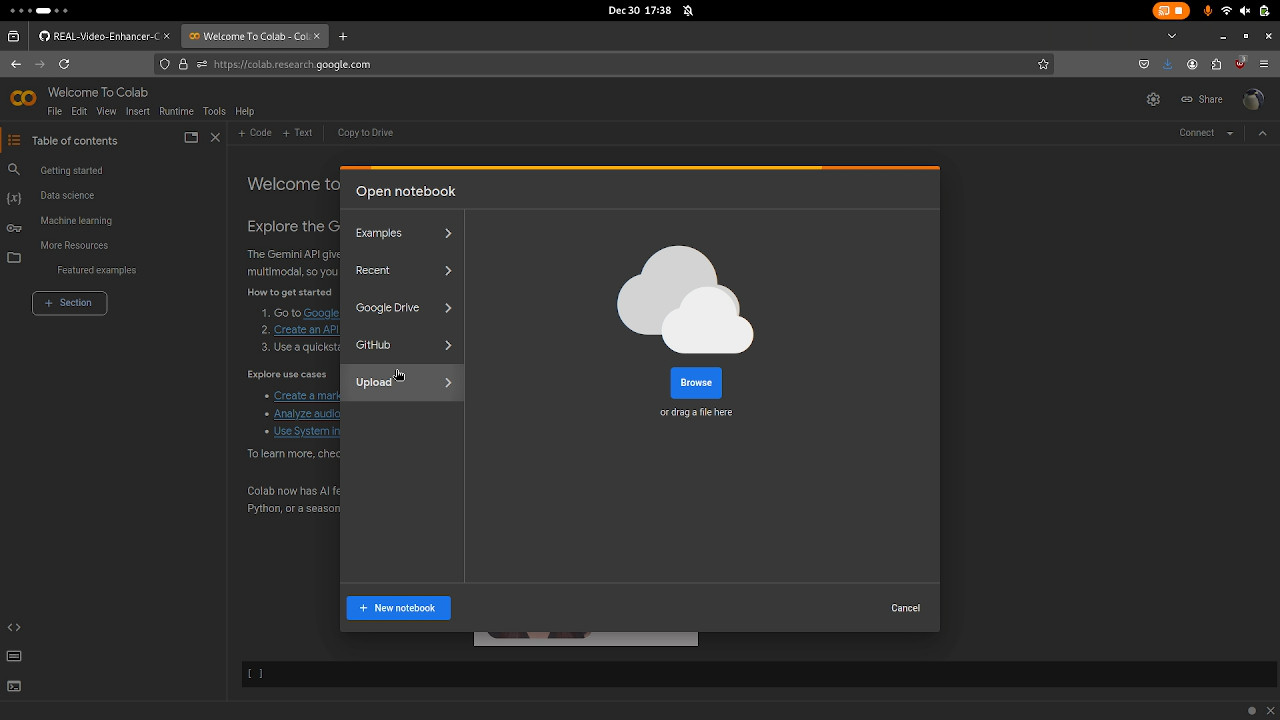 Dec 30 17:38
REAL-Video-Enhancer-C
Welcome To Colab - Col
https://colab.research.google.com
Welcome To Colab
File Edit View Insert Runtime Tools Help
Share
Table of contents
+ Code + Text Copy to Drive
Connect
Getting started
Data science
Machine learning
More Resources
Featured examples
+ Section
Welcome to
Explore the G
The Gemini API give
multimodal, so you
How to get started
1. Go to Google
2. Create an API
3. Use a quicksta
Explore use cases
• Create a mark
• Analyze audio
• Use System in
To learn more, chec
Colab now has AI fe
Python, or a season
Open notebook
Examples
Recent
Google Drive
GitHub
Upload
Browse
or drag a file here
+ New notebook
Cancel
[ ]